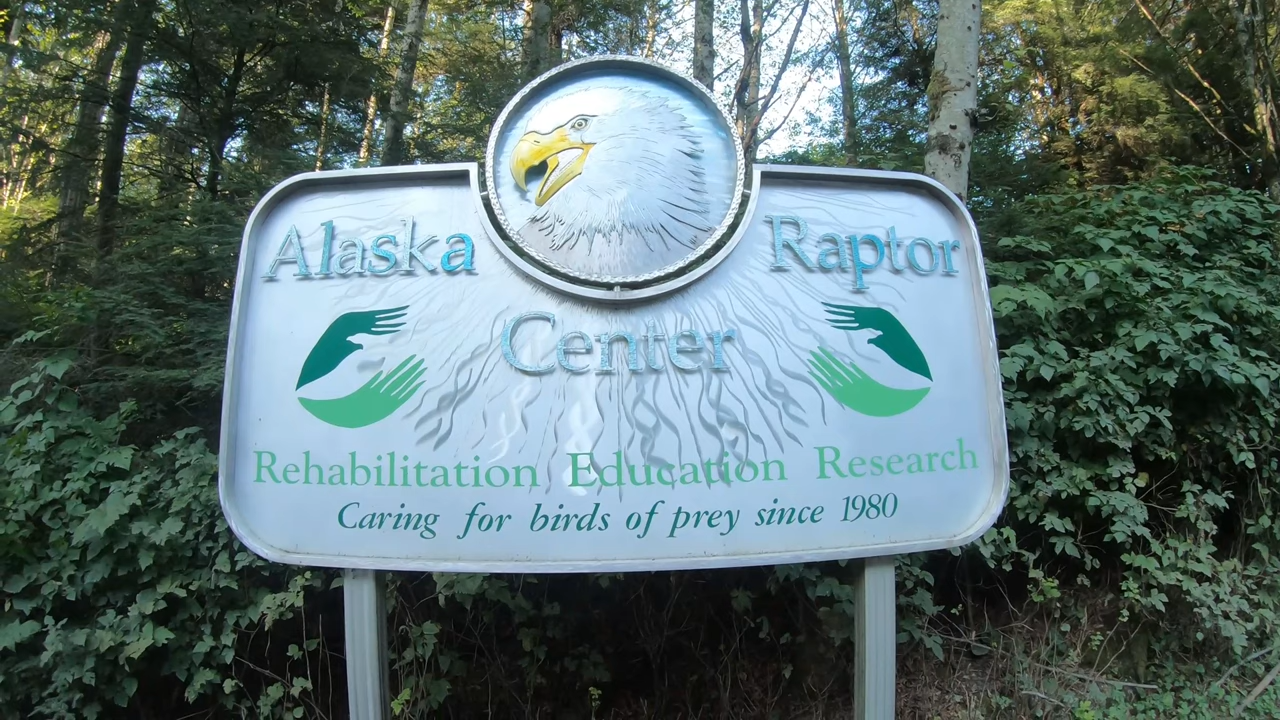 Alaska Raptor
Center
Rehabilitation Education Research
Caring for birds of prey since 1980